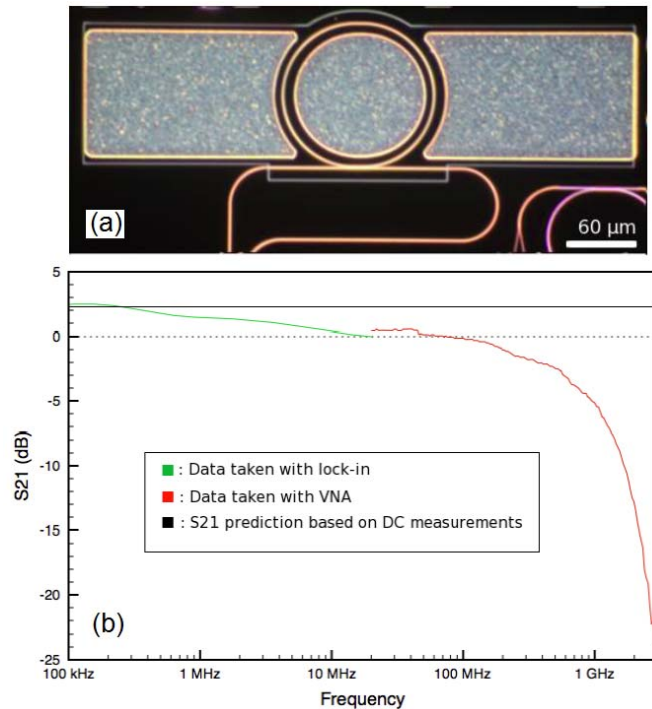 (a)
60 µm
5
0
-5
-10
-15
-20
-25
S21 (dB)
: Data taken with lock-in
: Data taken with VNA
: S21 prediction based on DC measurements
(b)
100 kHz
1 MHz
10 MHz
100 MHz
1 GHz
Frequency